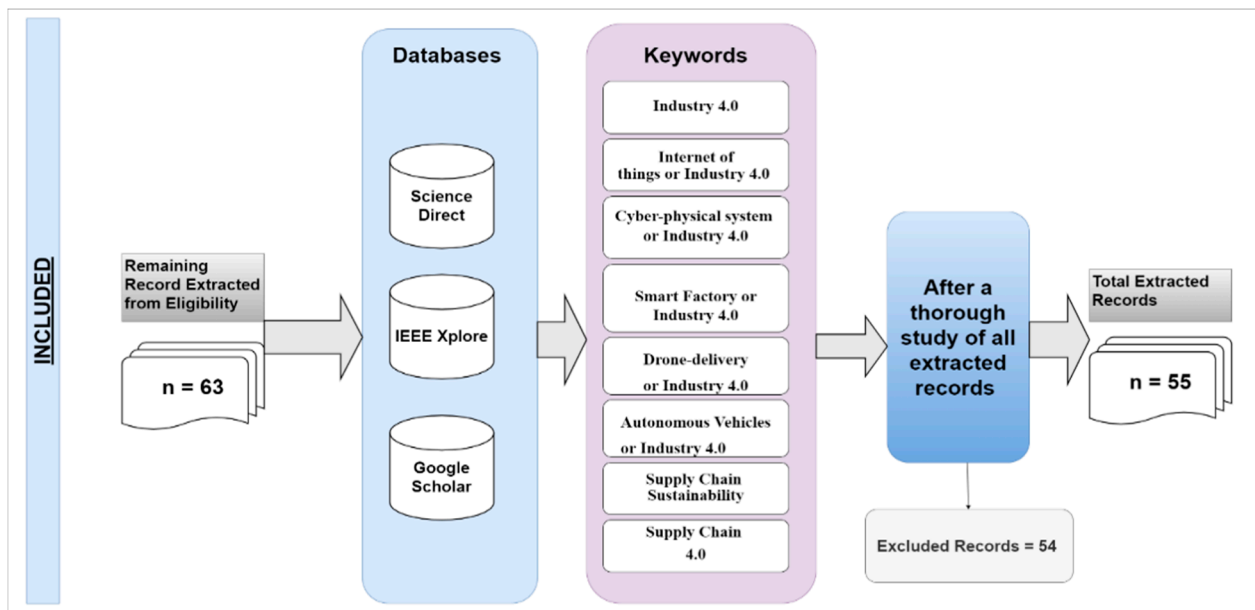 INCLUDED
Remaining
Record Extracted
from Eligibility
n = 63
Databases
Science
Direct
IEEE Xplore
Google
Scholar
Keywords
Industry 4.0
Internet of
things or Industry 4.0
Cyber-physical system
or Industry 4.0
Smart Factory or
Industry 4.0
Drone-delivery
or Industry 4.0
Autonomous Vehicles
or Industry 4.0
Supply Chain
Sustainability
Supply Chain
4.0
After a
thorough
study of all
extracted
records
Excluded Records = 54
Total Extracted
Records
n = 55